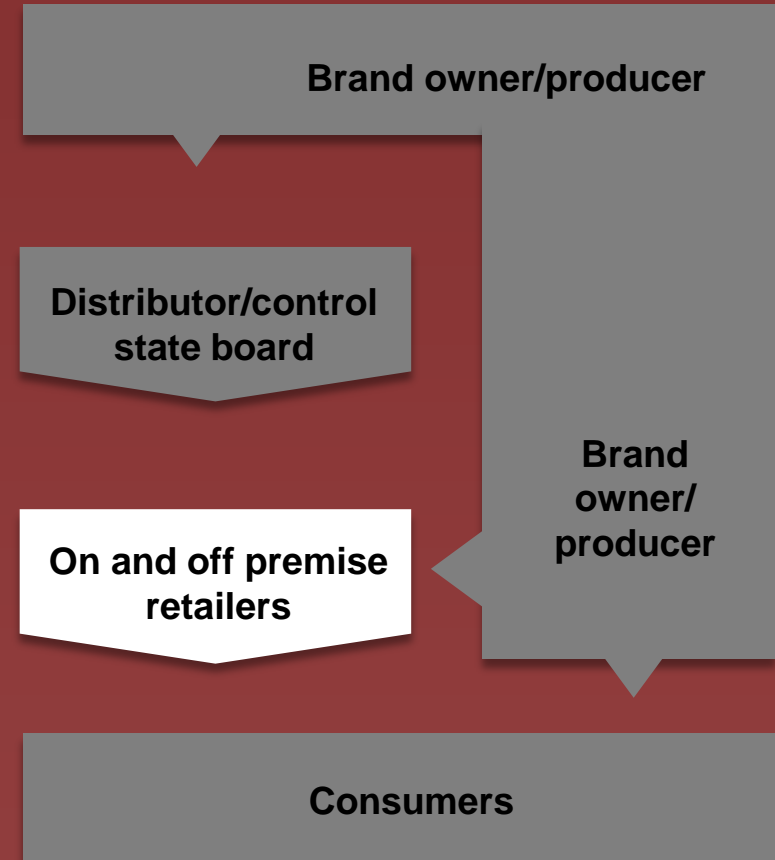 Brand owner/producer
Distributor/control
state board
Brand
owner/
producer
On and off premise
retailers
Consumers